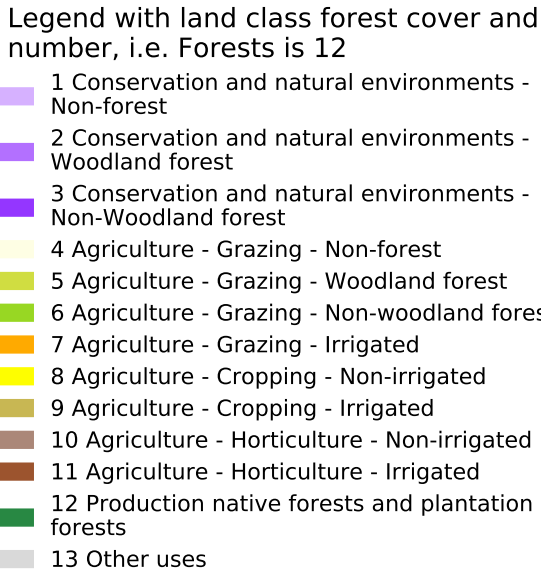 Legend with land class forest cover and
number, i.e. Forests is 12
1 Conservation and natural environments -
Non-forest
2 Conservation and natural environments -
Woodland forest
3 Conservation and natural environments -
Non-Woodland forest
4 Agriculture - Grazing - Non-forest
5 Agriculture - Grazing - Woodland forest
6 Agriculture - Grazing - Non-woodland fores
7 Agriculture - Grazing - Irrigated
8 Agriculture - Cropping - Non-irrigated
9 Agriculture - Cropping - Irrigated
10 Agriculture - Horticulture - Non-irrigated
11 Agriculture - Horticulture - Irrigated
12 Production native forests and plantation
forests
13 Other uses